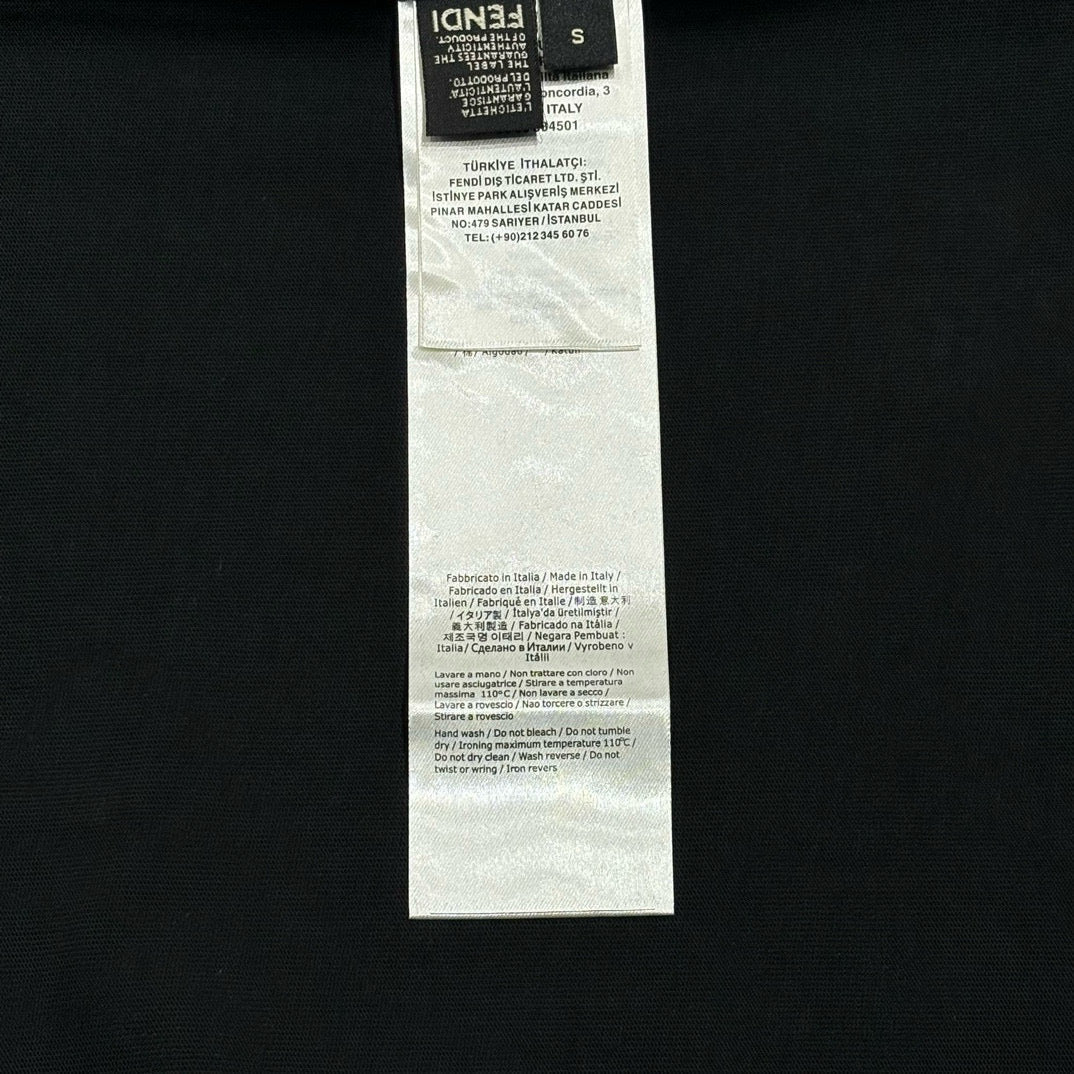 FENDI
L'ETICHETTA
GARANTISCE
L'AUTENTICITA'
DEL PRODOTTO.
THE LABEL
GUARANTEES THE
AUTHENTICITY
OF THE PRODUCT.
S
Italiana
oncordia, 3
ITALY
04501
TÜRKİYE İTHALATÇI:
FENDİ DIŞ TİCARET LTD. ŞTİ.
İSTİNYE PARK ALIŞVERİŞ MERKEZİ
PINAR MAHALLESİ KATAR CADDESİ
NO:479 SARIYER / İSTANBUL
TEL: (+90)212 345 60 76
Fabbricato in Italia / Made in Italy /
Fabricado en Italia / Hergestellt in
Italien / Fabriqué en Italie / 制造 意大利
/ イタリア製 / İtalya'da üretilmiştir /
義大利製造 / Fabricado na Itália /
제조국명 이태리 / Negara Pembuat :
Italia / Сделано в Италии / Vyrobeno v
Itálii
Lavare a mano / Non trattare con cloro / Non
usare asciugatrice / Stirare a temperatura
massima 110°C / Non lavare a secco /
Lavare a rovescio / Nao torcere o strizzare /
Stirare a rovescio
Hand wash / Do not bleach / Do not tumble
dry / Ironing maximum temperature 110°C /
Do not dry clean / Wash reverse / Do not
twist or wring / Iron revers